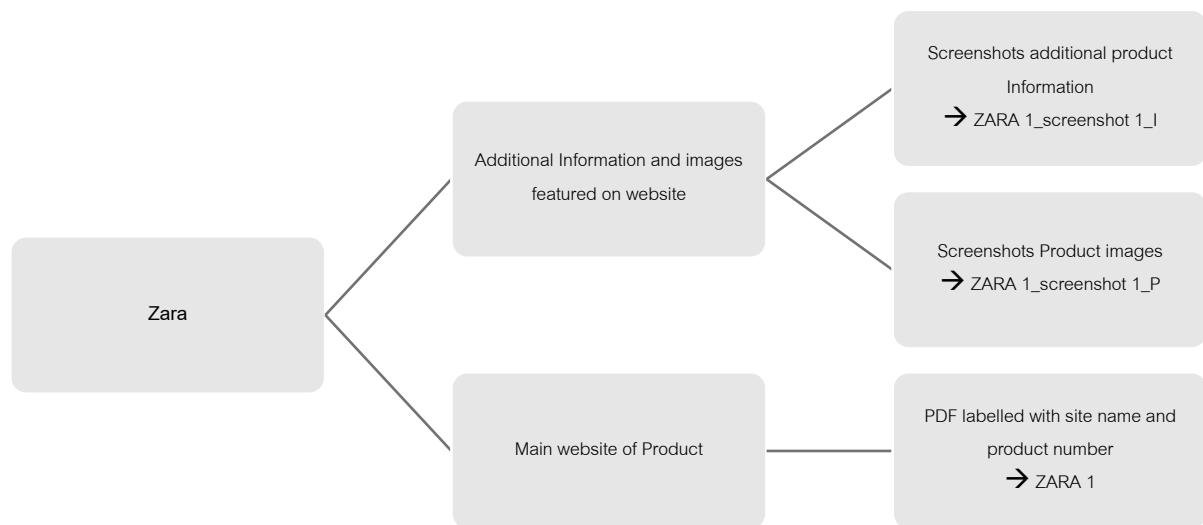 Zara
Additional Information and images
featured on website
Main website of Product
Screenshots additional product
Information
→ ZARA 1_screenshot 1_I
Screenshots Product images
→ ZARA 1_screenshot 1_P
PDF labelled with site name and
product number
→ ZARA 1